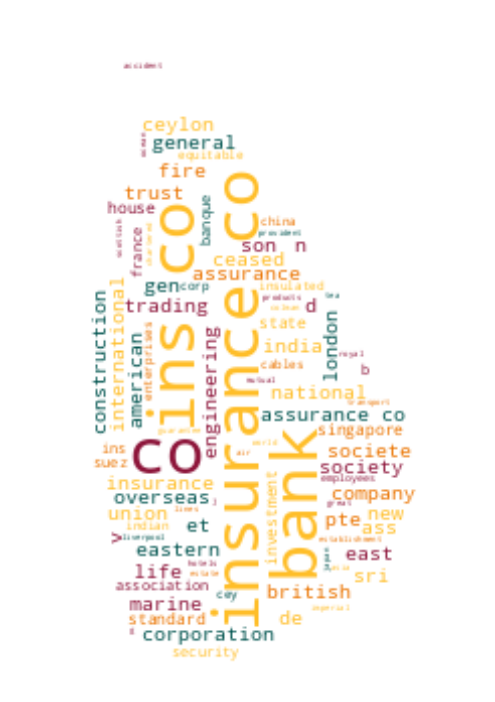 accident
ceylon
ocean
general
equitable
fire
trust
house
banque
co
co
china
provident
scottish
france
son n
ceased
assurance
gen
corp
insulated
products
tea
d
trading
construction
international
american
enterprises
ins
state
london
india
royal
engineering
cables
b
mutual
national
transport
assurance co
guarantee
singapore
insurance
bank
co
world
air
ins
suez
societe
society
employees
insurance
investment
company
overseas
j
great
union
lines
new
pte
indian
et
ass
v
liverpool
establishment
eastern
east
hotels
life
estate
sri
association
cey
british
marine
imperial
standard
de
corporation
security